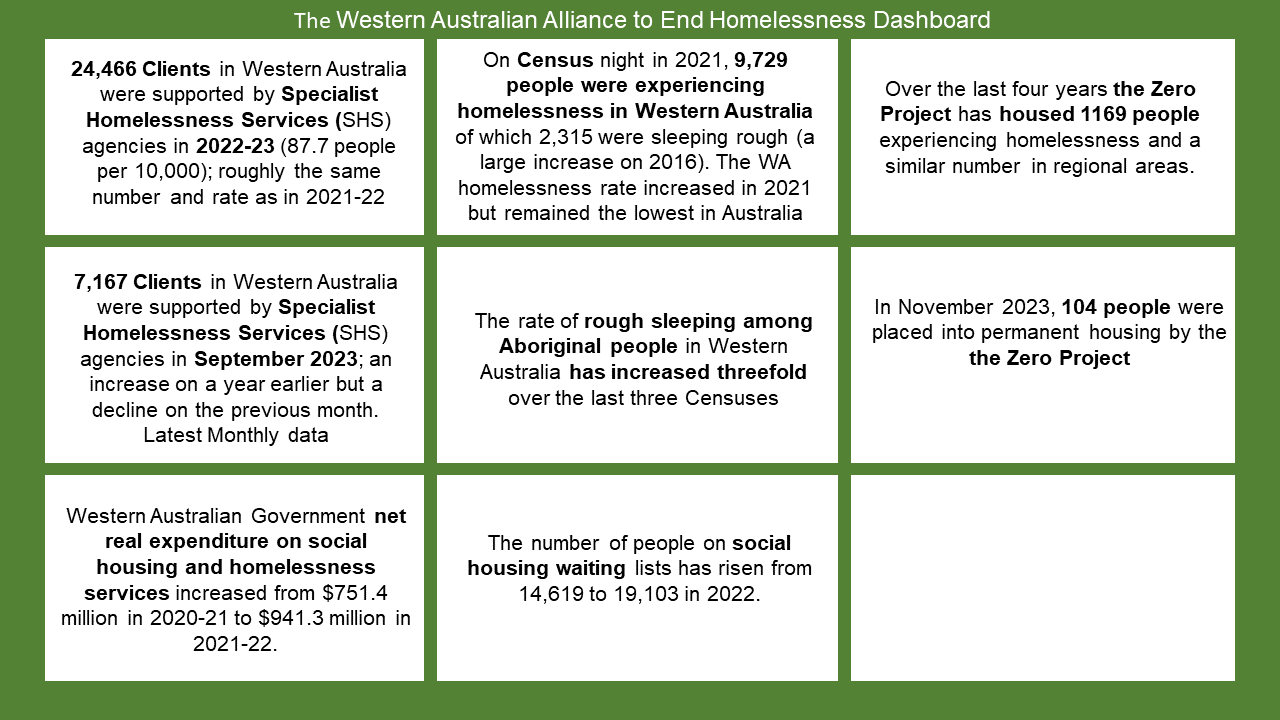 The Western Australian Alliance to End Homelessness Dashboard
24,466 Clients in Western Australia
were supported by Specialist
Homelessness Services (SHS)
agencies in 2022-23 (87.7 people
per 10,000); roughly the same
number and rate as in 2021-22
On Census night in 2021, 9,729
people were experiencing
homelessness in Western Australia
of which 2,315 were sleeping rough (a
large increase on 2016). The WA
homelessness rate increased in 2021
but remained the lowest in Australia
Over the last four years the Zero
Project has housed 1169 people
experiencing homelessness and a
similar number in regional areas.
7,167 Clients in Western Australia
were supported by Specialist
Homelessness Services (SHS)
agencies in September 2023; an
increase on a year earlier but a
decline on the previous month.
Latest Monthly data
The rate of rough sleeping among
Aboriginal people in Western
Australia has increased threefold
over the last three Censuses
In November 2023, 104 people were
placed into permanent housing by the
the Zero Project
Western Australian Government net
real expenditure on social
housing and homelessness
services increased from $751.4
million in 2020-21 to $941.3 million in
2021-22.
The number of people on social
housing waiting lists has risen from
14,619 to 19,103 in 2022.